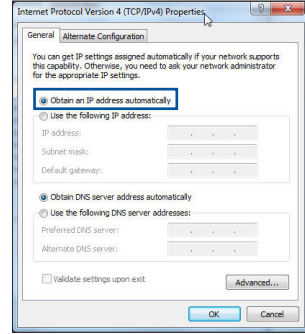 Internet Protocol Version 4 (TCP/IPv4) Properties
General
Alternate Configuration
You can get IP settings assigned automatically if your network supports
this capability. Otherwise, you need to ask your network administrator
for the appropriate IP settings.
Obtain an IP address automatically
Use the following IP address:
IP address:
Subnet mask:
Default gateway:
Obtain DNS server address automatically
Use the following DNS server addresses:
Preferred DNS server:
Alternate DNS server:
Validate settings upon exit
Advanced...
OK
Cancel